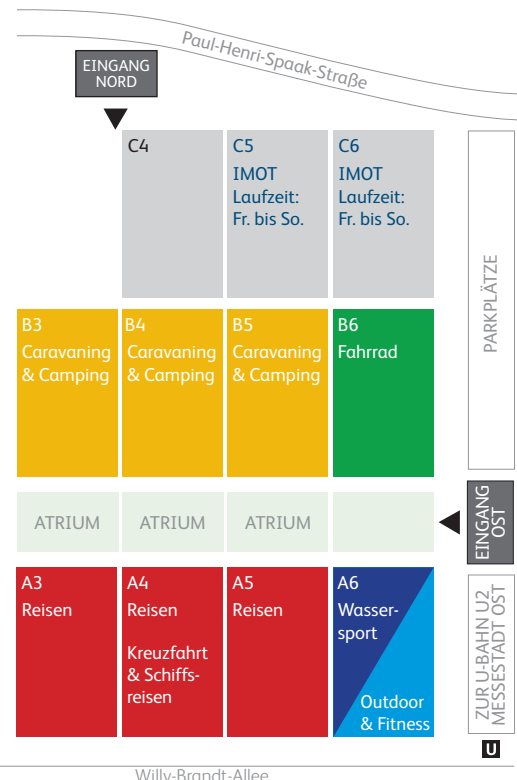 Paul-Henri-Spaak-Straße
EINGANG
NORD
C4
C5
IMOT
Laufzeit:
Fr. bis So.
C6
IMOT
Laufzeit:
Fr. bis So.
PARKPLÄTZE
B3
Caravaning
& Camping
B4
Caravaning
& Camping
B5
Caravaning
& Camping
B6
Fahrrad
ATRIUM
ATRIUM
ATRIUM
EINGANG
OST
A3
Reisen
A4
Reisen
Kreuzfahrt
& Schiffs-
reisen
A5
Reisen
A6
Wasser-
sport
Outdoor
& Fitness
ZUR U-BAHN U2
MESSESTADT OST
U
Willy-Brandt-Allee